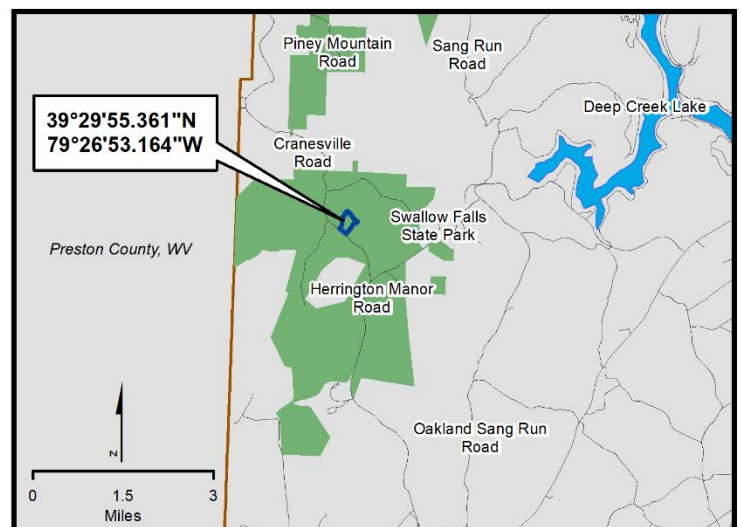 Piney Mountain
Road
Sang Run
Road
39°29'55.361"N
79°26'53.164"W
Deep Creek Lake
Cranesville
Road
Swallow Falls
State Park
Preston County, WV
Herrington Manor
Road
Oakland Sang Run
Road
N
0 1.5 3
Miles